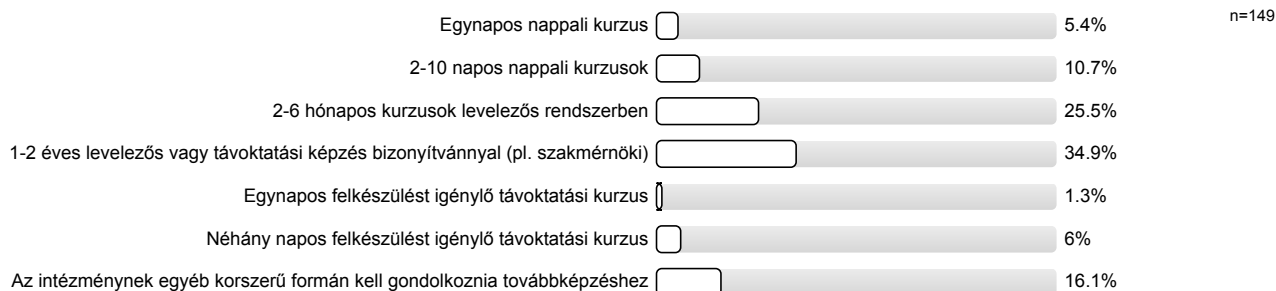 Egynapos nappali kurzus 5.4% n=149
2-10 napos nappali kurzusok 10.7%
2-6 hónapos kurzusok levelezős rendszerben 25.5%
1-2 éves levelezős vagy távoktatási képzés bizonyítvánnyal (pl. szakmérnöki) 34.9%
Egynapos felkészülést igénylő távoktatási kurzus 1.3%
Néhány napos felkészülést igénylő távoktatási kurzus 6%
Az intézménynek egyéb korszerű formán kell gondolkoznia továbbképzéshez 16.1%